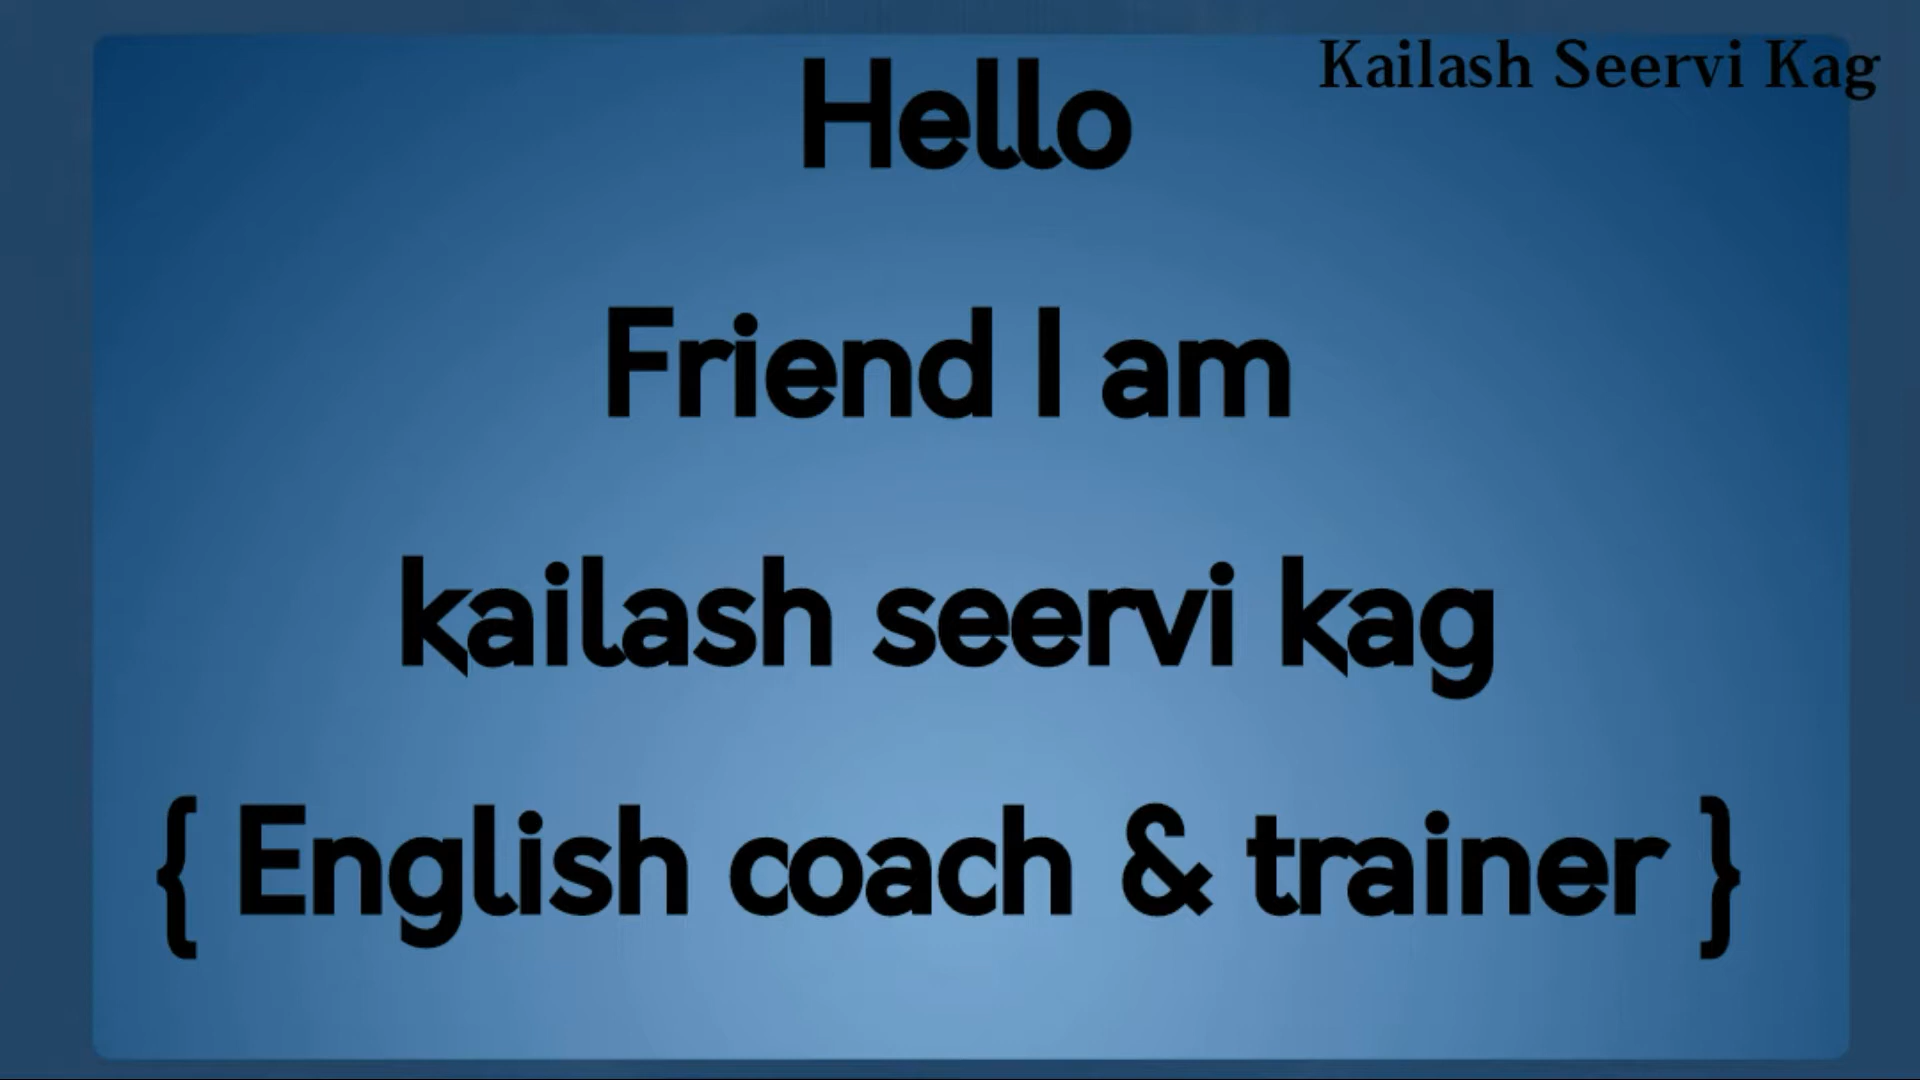 Kailash Seervi Kag
Hello
Friend I am
kailash seervi kag
{ English coach & trainer }